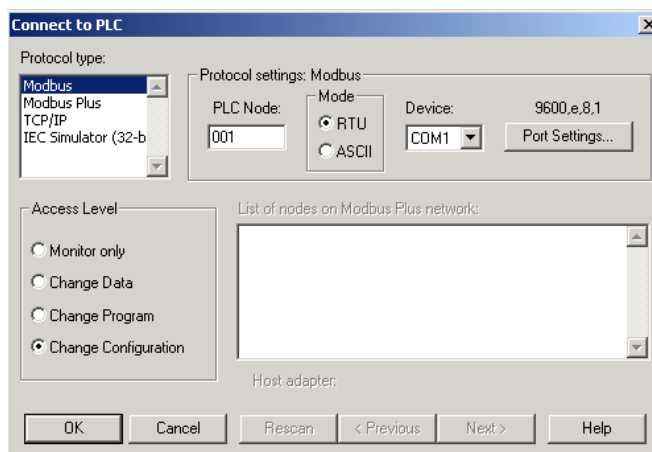 Connect to PLC
Protocol type:
Modbus
Modbus Plus
TCP/IP
IEC Simulator (32-b
Protocol settings: Modbus
PLC Node:
001
Mode
RTU
ASCII
Device:
COM1
9600,e,8,1
Port Settings...
Access Level
Monitor only
Change Data
Change Program
Change Configuration
List of nodes on Modbus Plus network:
Host adapter:
OK
Cancel
Rescan
< Previous
Next >
Help